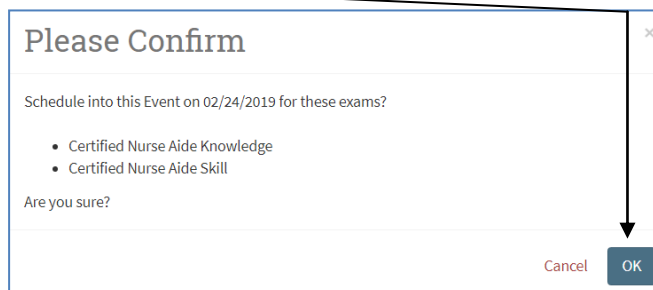 Please Confirm
×
Schedule into this Event on 02/24/2019 for these exams?
• Certified Nurse Aide Knowledge
• Certified Nurse Aide Skill
Are you sure?
Cancel OK